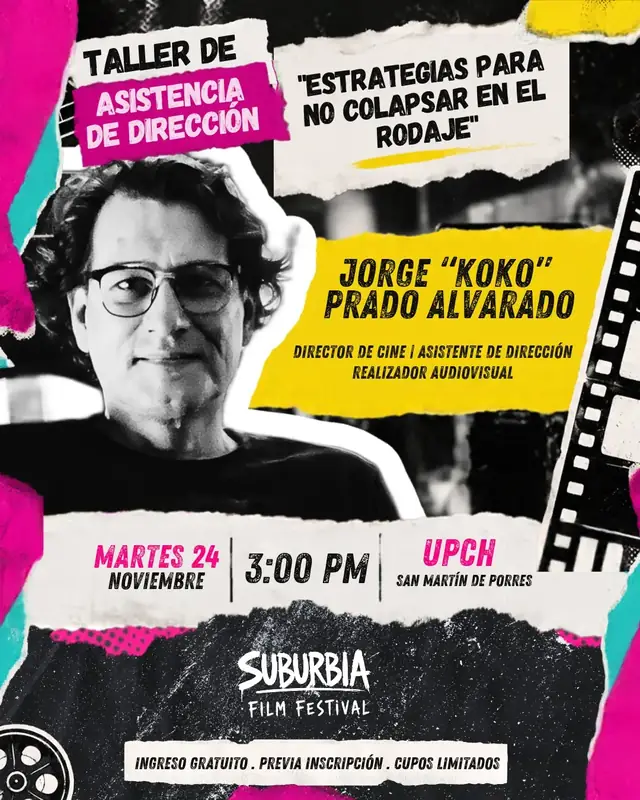 TALLER DE
ASISTENCIA
DE DIRECCIÓN
"ESTRATEGIAS PARA
NO COLAPSAR EN EL
RODAJE"
JORGE "KOKO"
PRADO ALVARADO
DIRECTOR DE CINE | ASISTENTE DE DIRECCIÓN
REALIZADOR AUDIOVISUAL
MARTES 24
NOVIEMBRE
3:00 PM
UPCH
SAN MARTÍN DE PORRES
SUBURBIA
FILM FESTIVAL
INGRESO GRATUITO . PREVIA INSCRIPCIÓN . CUPOS LIMITADOS